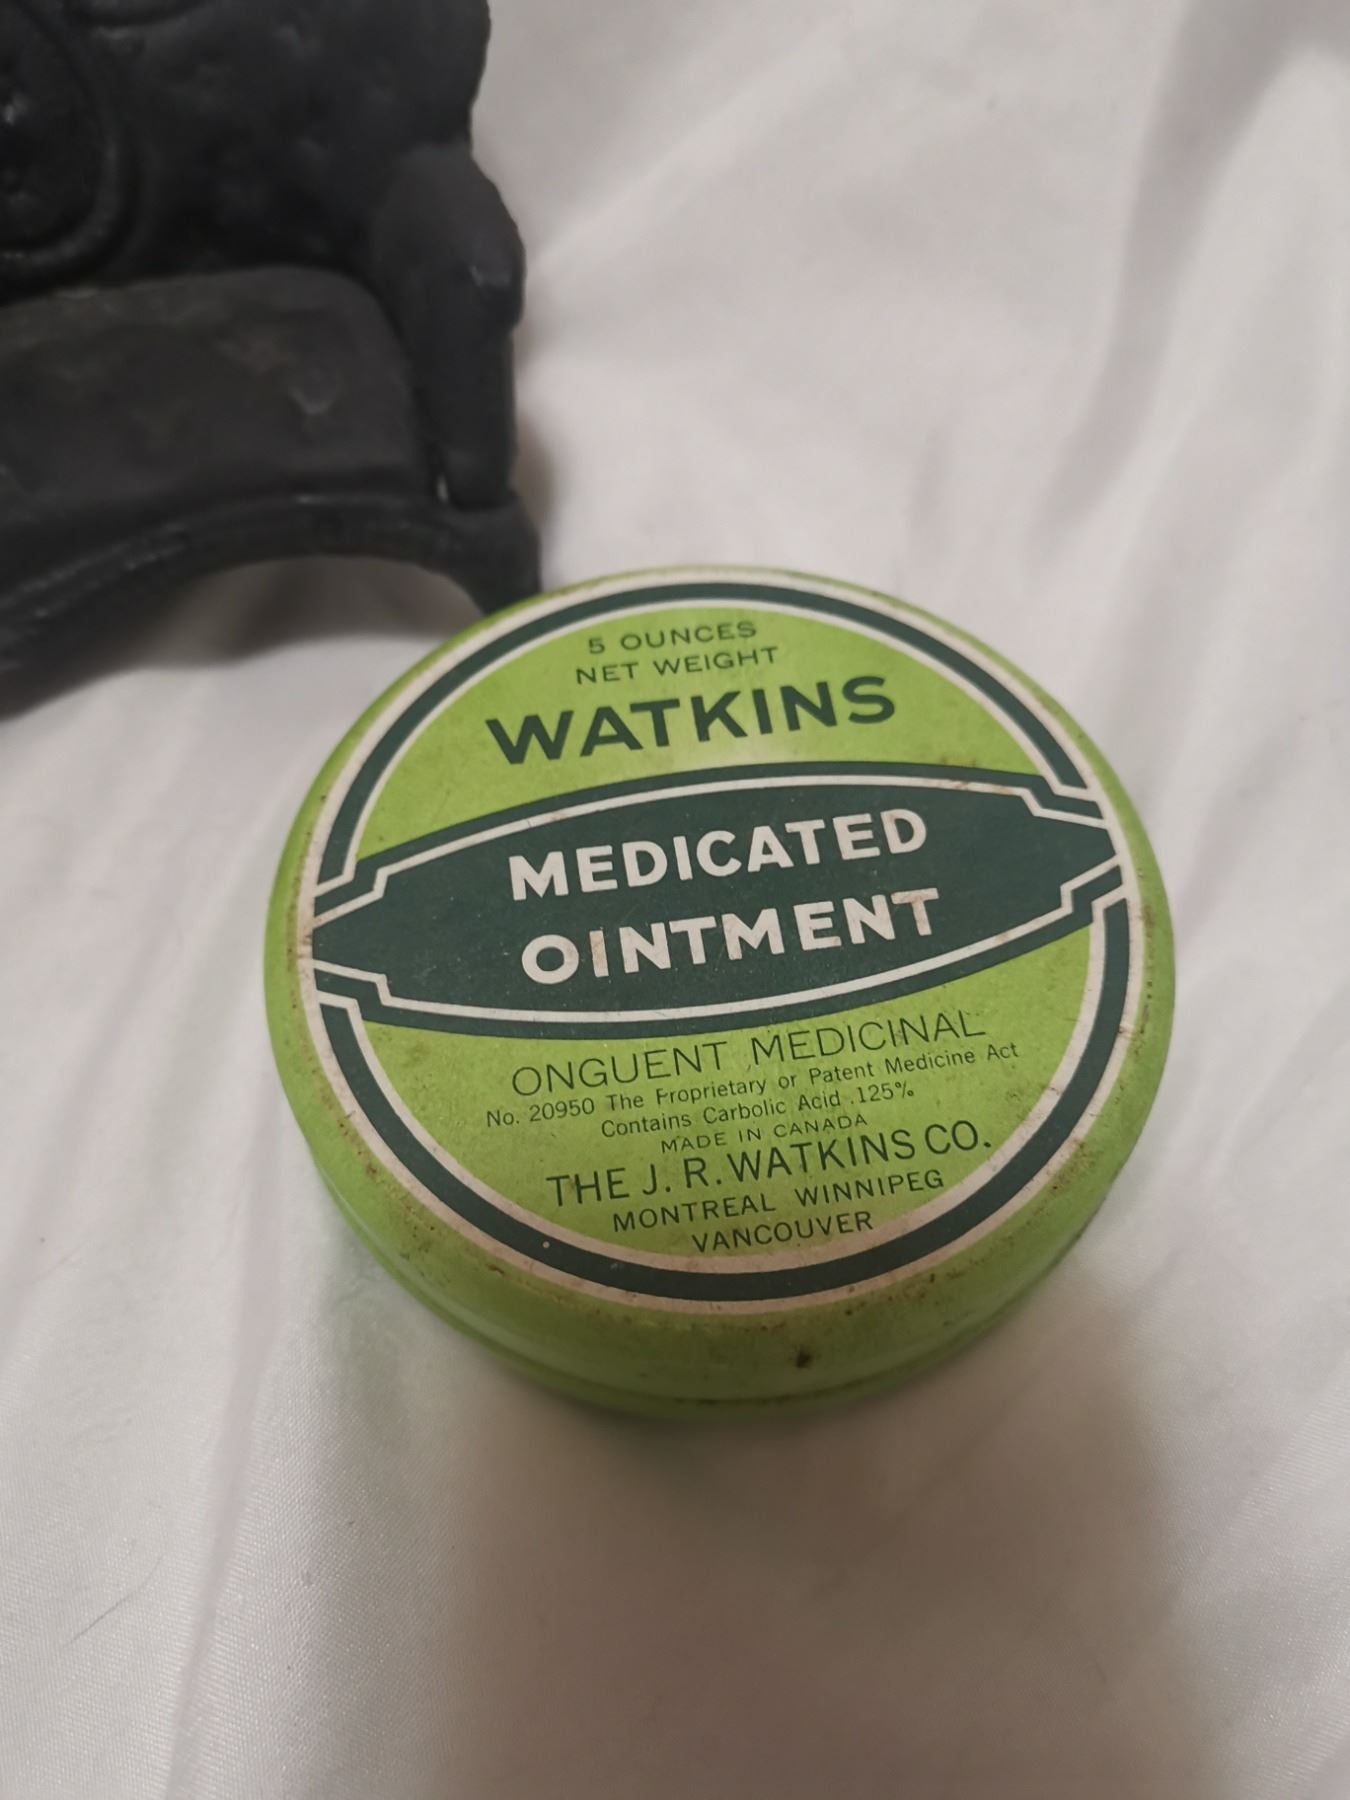 5 OUNCES
NET WEIGHT
WATKINS
MEDICATED
OINTMENT
ONGUENT MEDICINAL
No. 20950 The Proprietary or Patent Medicine Act
Contains Carbolic Acid .125%
MADE IN CANADA
THE J. R. WATKINS CO.
MONTREAL WINNIPEG
VANCOUVER